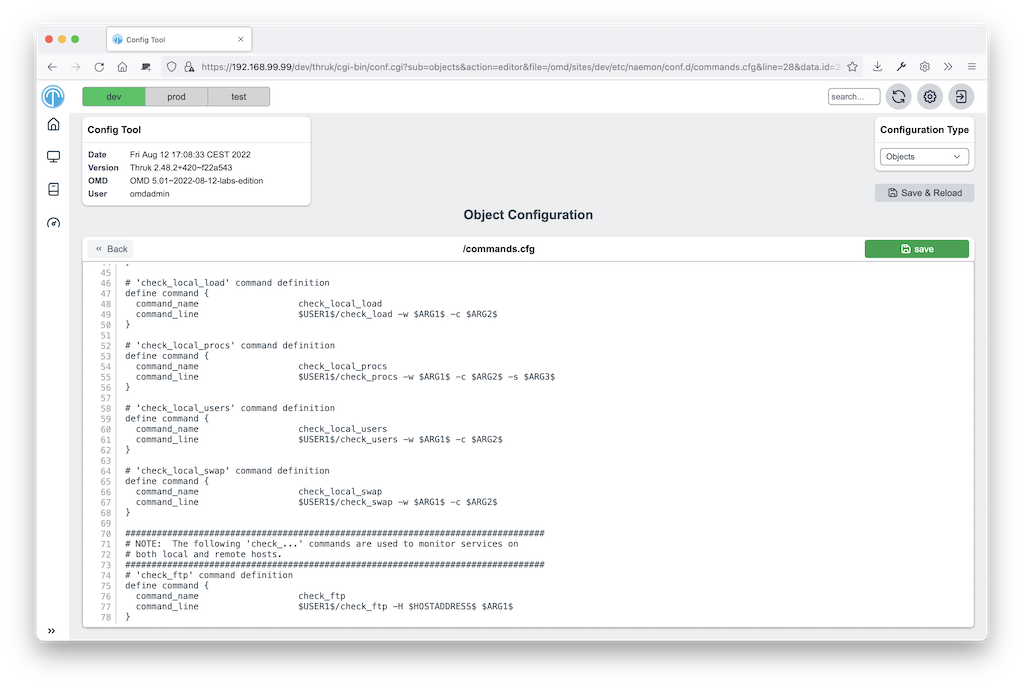 Config Tool
https://192.168.99.99/dev/thruk/cgi-bin/conf.cgi?sub=objects&action=editor&file=/omd/sites/dev/etc/naemon/conf.d/commands.cfg&line=28&data.id=
dev prod test search...
Config Tool
Date Fri Aug 12 17:08:33 CEST 2022
Version Thruk 2.48.2+420~f22a543
OMD OMD 5.01~2022-08-12-labs-edition
User omdadmin
Configuration Type
Objects
Save & Reload
Object Configuration
« Back /commands.cfg save
45
46 # 'check_local_load' command definition
47 define command {
48 command_name check_local_load
49 command_line $USER1$/check_load -w $ARG1$ -c $ARG2$
50 }
51
52 # 'check_local_procs' command definition
53 define command {
54 command_name check_local_procs
55 command_line $USER1$/check_procs -w $ARG1$ -c $ARG2$ -s $ARG3$
56 }
57
58 # 'check_local_users' command definition
59 define command {
60 command_name check_local_users
61 command_line $USER1$/check_users -w $ARG1$ -c $ARG2$
62 }
63
64 # 'check_local_swap' command definition
65 define command {
66 command_name check_local_swap
67 command_line $USER1$/check_swap -w $ARG1$ -c $ARG2$
68 }
69
70 ################################################################################
71 # NOTE: The following 'check_...' commands are used to monitor services on
72 # both local and remote hosts.
73 ################################################################################
74 # 'check_ftp' command definition
75 define command {
76 command_name check_ftp
77 command_line $USER1$/check_ftp -H $HOSTADDRESS$ $ARG1$
78 }